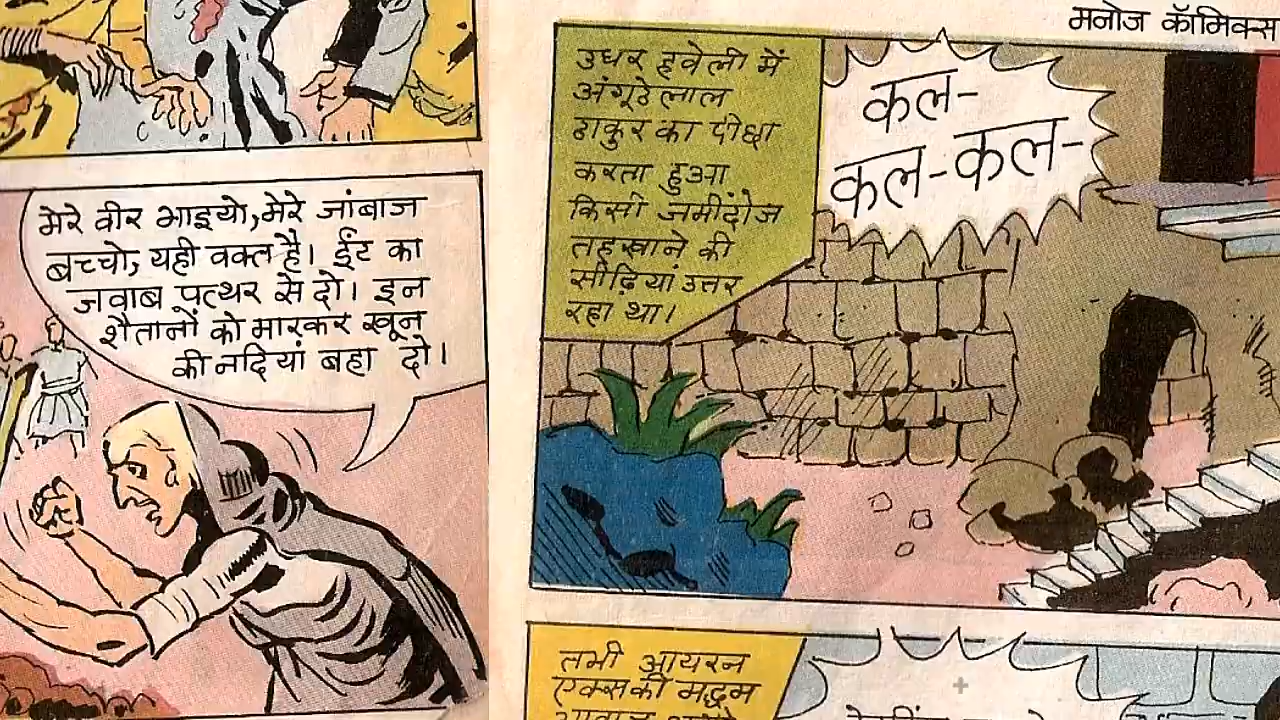 मनोज कॉमिक्स
मेरे वीर भाइयो, मेरे जांबाज
बच्चो, यही वक्त है। ईंट का
जवाब पत्थर से दो। इन
शैतानों को मारकर खून
की नदियां बहा दो।
उधर हवेली में
अंगूठेलाल
ठाकुर का पीछा
करता हुआ
किसी जमींदोज
तहखाने की
सीढ़ियां उतर
रहा था।
कल-
कल-कल-
तभी आयरन
एक्स की मद्धम